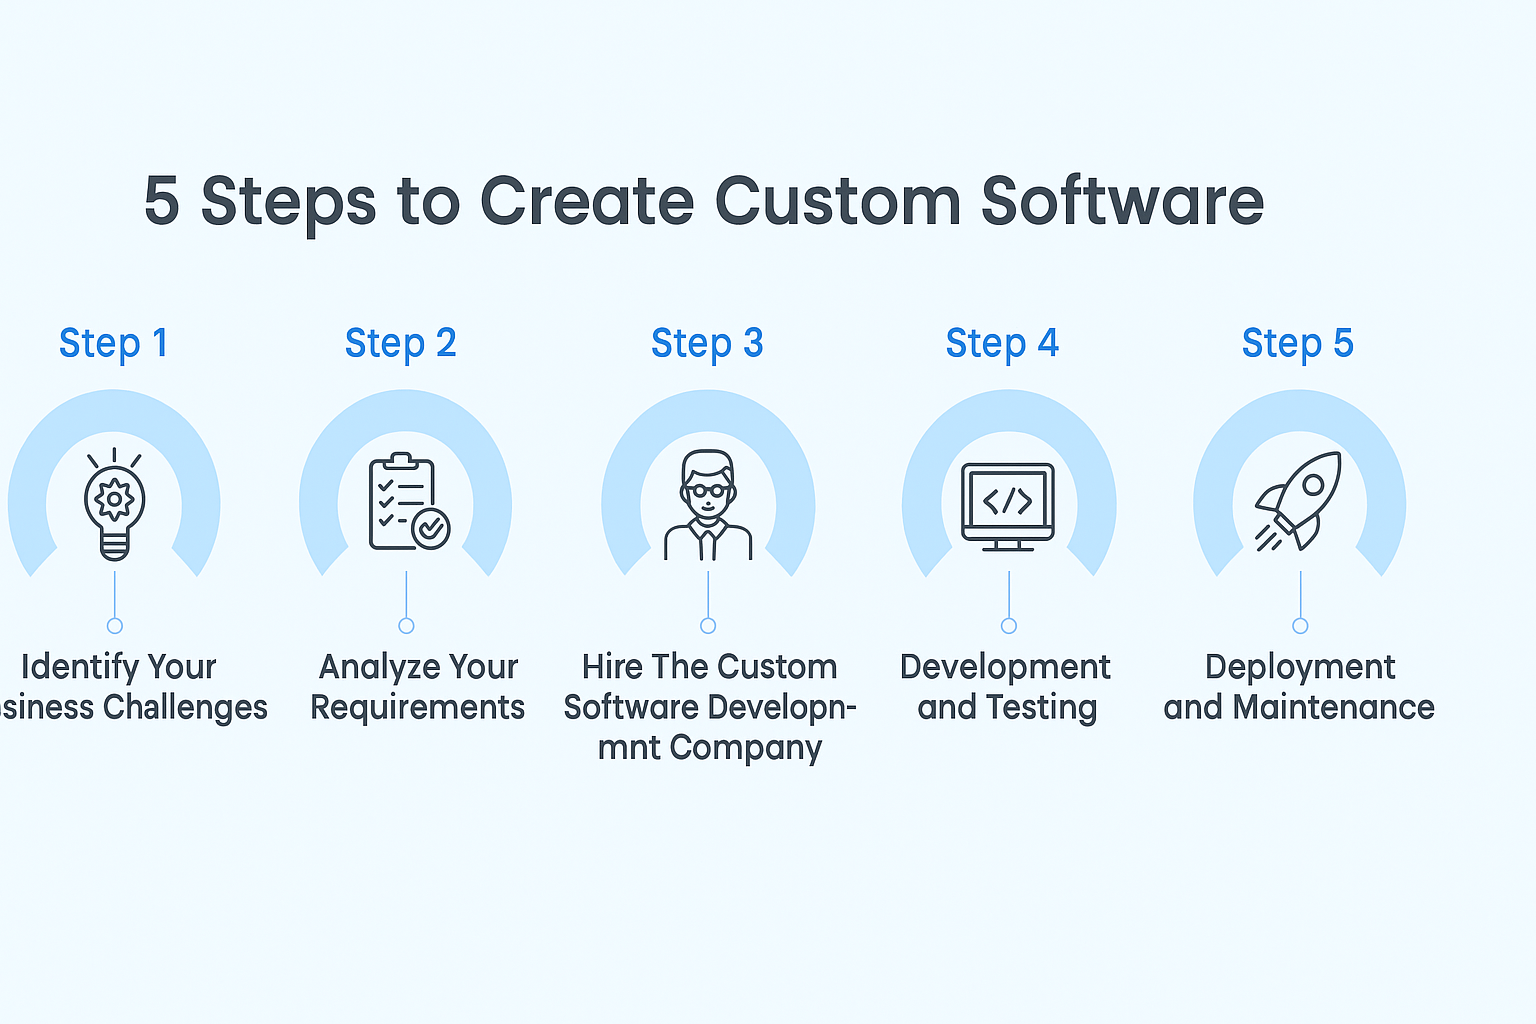 5 Steps to Create Custom Software
Step 1
Step 2
Step 3
Step 4
Step 5
Identify Your
siness Challenges
Analyze Your
Requirements
Hire The Custom
Software Developn-
mnt Company
Development
and Testing
Deployment
and Maintenance